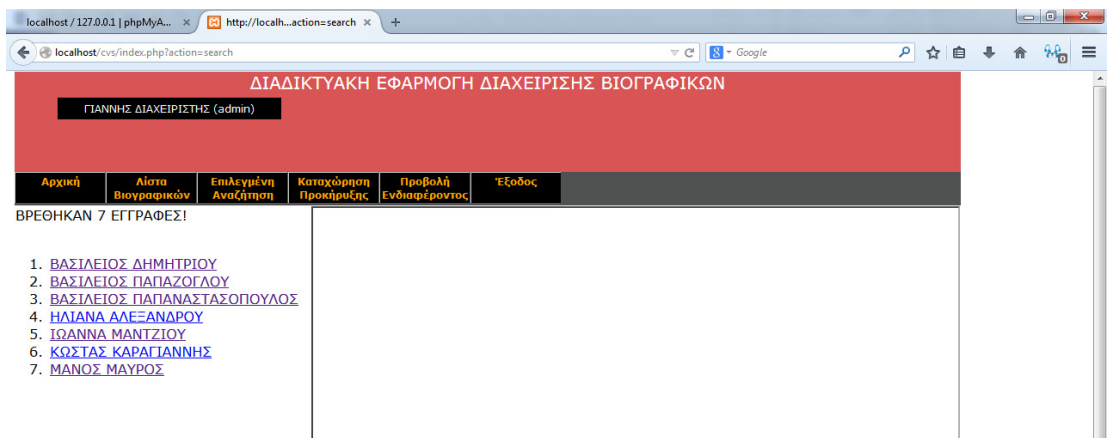 localhost / 127.0.0.1 | phpMyA... ×
http://localh...action=search × +
localhost/cvs/index.php?action=search
Google
ΔΙΑΔΙΚΤΥΑΚΗ ΕΦΑΡΜΟΓΗ ΔΙΑΧΕΙΡΙΣΗΣ ΒΙΟΓΡΑΦΙΚΩΝ
ΓΙΑΝΝΗΣ ΔΙΑΧΕΙΡΙΣΤΗΣ (admin)
Αρχική
Λίστα
Βιογραφικών
Επιλεγμένη
Αναζήτηση
Καταχώρηση
Προκήρυξης
Προβολή
Ενδιαφέροντος
Έξοδος
ΒΡΕΘΗΚΑΝ 7 ΕΓΓΡΑΦΕΣ!
1. ΒΑΣΙΛΕΙΟΣ ΔΗΜΗΤΡΙΟΥ
2. ΒΑΣΙΛΕΙΟΣ ΠΑΠΑΖΟΓΛΟΥ
3. ΒΑΣΙΛΕΙΟΣ ΠΑΠΑΝΑΣΤΑΣΟΠΟΥΛΟΣ
4. ΗΛΙΑΝΑ ΑΛΕΞΑΝΔΡΟΥ
5. ΙΩΑΝΝΑ ΜΑΝΤΖΙΟΥ
6. ΚΩΣΤΑΣ ΚΑΡΑΓΙΑΝΝΗΣ
7. ΜΑΝΟΣ ΜΑΥΡΟΣ